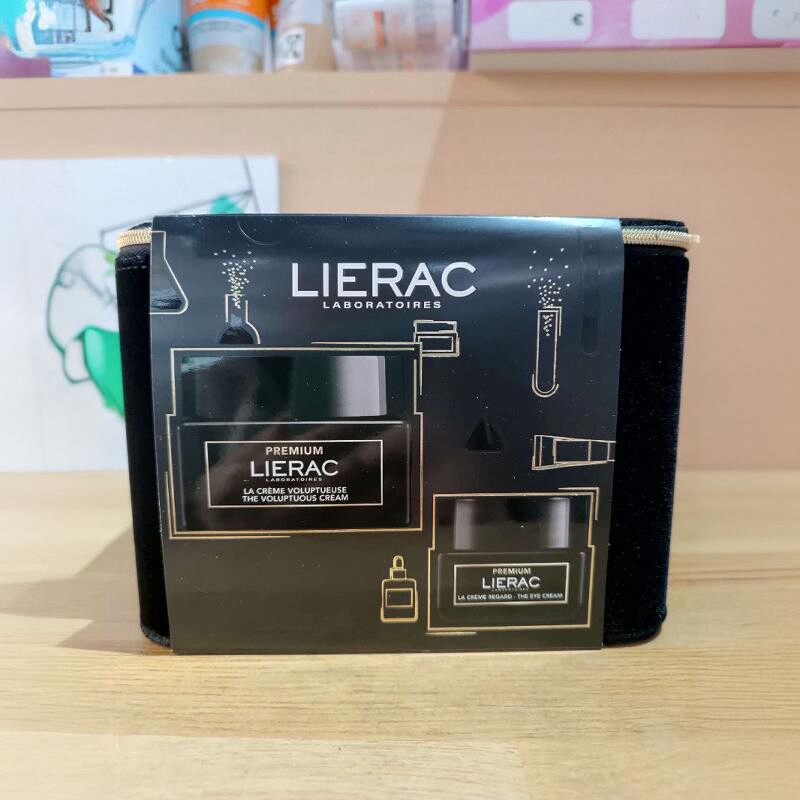 €
LIERAC
LABORATOIRES
PREMIUM
LIERAC
LABORATOIRES
LA CRÈME VOLUPTUEUSE
THE VOLUPTUOUS CREAM
PREMIUM
LIERAC
LABORATOIRES
LA CRÈME REGARD - THE EYE CREAM